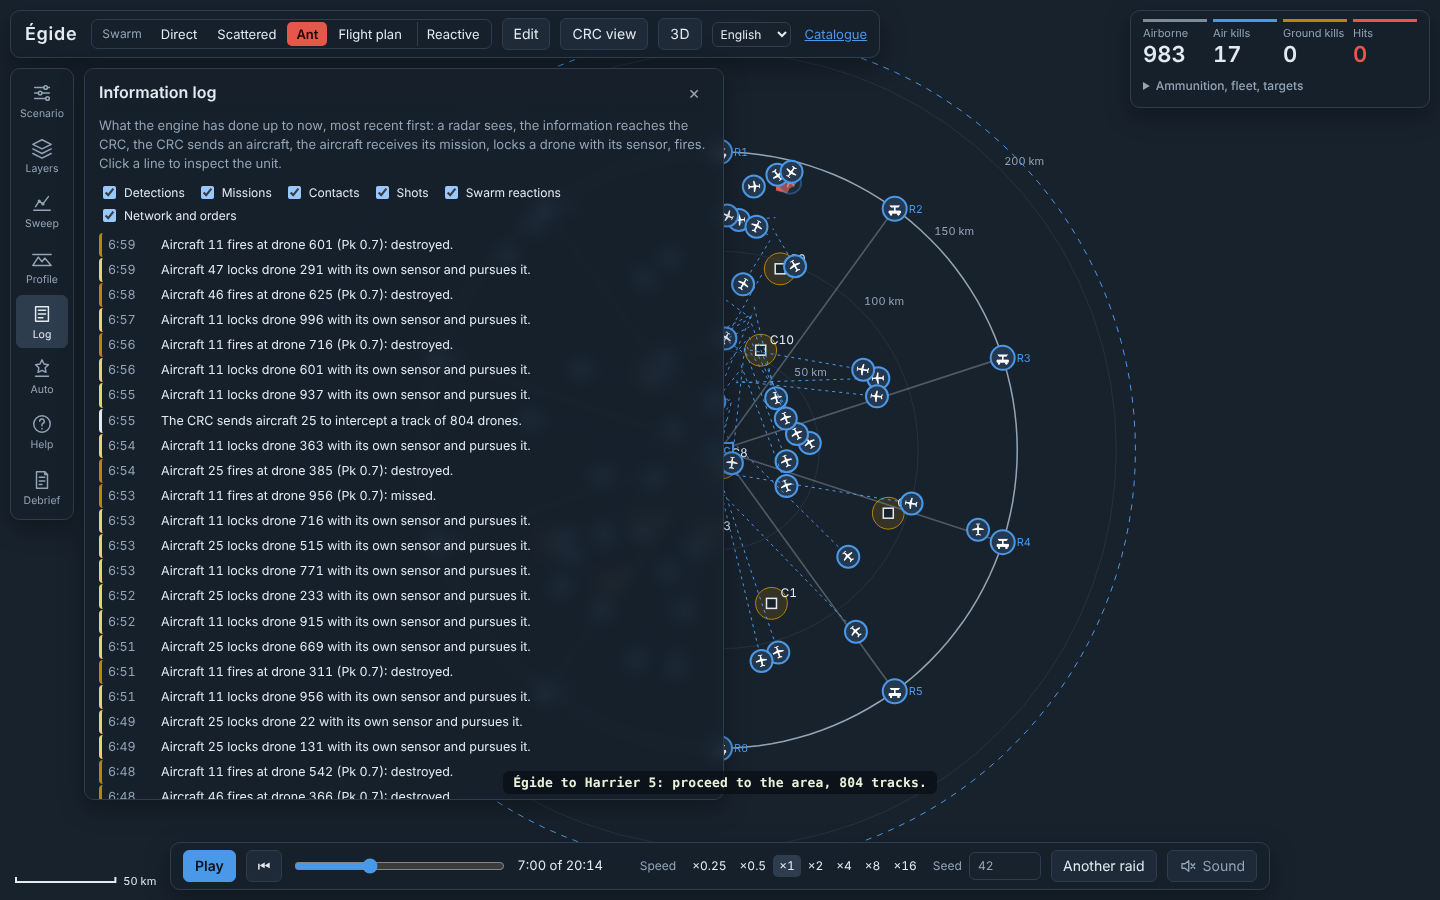 Égide
Swarm Direct Scattered Ant Flight plan Reactive
Edit CRC view 3D English Catalogue
Airborne Air kills Ground kills Hits
983 17 0 0
Ammunition, fleet, targets
Scenario
Layers
Sweep
Profile
Log
Auto
Help
Debrief
Information log
What the engine has done up to now, most recent first: a radar sees, the information reaches the
CRC, the CRC sends an aircraft, the aircraft receives its mission, locks a drone with its sensor, fires.
Click a line to inspect the unit.
Detections Missions Contacts Shots Swarm reactions
Network and orders
6:59 Aircraft 11 fires at drone 601 (Pk 0.7): destroyed.
6:59 Aircraft 47 locks drone 291 with its own sensor and pursues it.
6:58 Aircraft 46 fires at drone 625 (Pk 0.7): destroyed.
6:57 Aircraft 11 locks drone 996 with its own sensor and pursues it.
6:56 Aircraft 11 fires at drone 716 (Pk 0.7): destroyed.
6:56 Aircraft 11 locks drone 601 with its own sensor and pursues it.
6:55 Aircraft 11 locks drone 937 with its own sensor and pursues it.
6:55 The CRC sends aircraft 25 to intercept a track of 804 drones.
6:54 Aircraft 11 locks drone 363 with its own sensor and pursues it.
6:54 Aircraft 25 fires at drone 385 (Pk 0.7): destroyed.
6:53 Aircraft 11 fires at drone 956 (Pk 0.7): missed.
6:53 Aircraft 11 locks drone 716 with its own sensor and pursues it.
6:53 Aircraft 25 locks drone 515 with its own sensor and pursues it.
6:53 Aircraft 11 locks drone 771 with its own sensor and pursues it.
6:52 Aircraft 25 locks drone 233 with its own sensor and pursues it.
6:52 Aircraft 11 locks drone 915 with its own sensor and pursues it.
6:51 Aircraft 25 locks drone 669 with its own sensor and pursues it.
6:51 Aircraft 11 fires at drone 311 (Pk 0.7): destroyed.
6:51 Aircraft 11 locks drone 956 with its own sensor and pursues it.
6:49 Aircraft 25 locks drone 22 with its own sensor and pursues it.
6:49 Aircraft 25 locks drone 131 with its own sensor and pursues it.
6:48 Aircraft 11 fires at drone 542 (Pk 0.7): destroyed.
6:48 Aircraft 46 fires at drone 366 (Pk 0.7): destroyed.
R1
R2
200 km
150 km
100 km
C10
R3
50 km
R4
C1
R5
R6
Égide to Harrier 5: proceed to the area, 804 tracks.
50 km
Play 7:00 of 20:14 Speed ×0.25 ×0.5 ×1 ×2 ×4 ×8 ×16 Seed 42 Another raid Sound